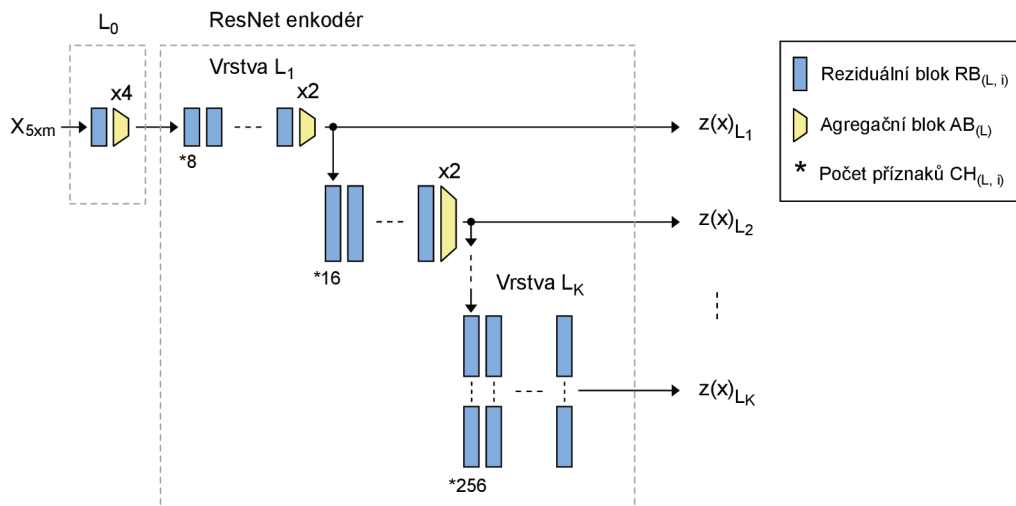 L0
ResNet enkodér
Vrstva L1
x4
x2
X5xm
*8
z(x)L1
x2
*16
z(x)L2
Vrstva LK
z(x)LK
*256
Reziduální blok RB(L, i)
Agregační blok AB(L)
* Počet příznaků CH(L, i)